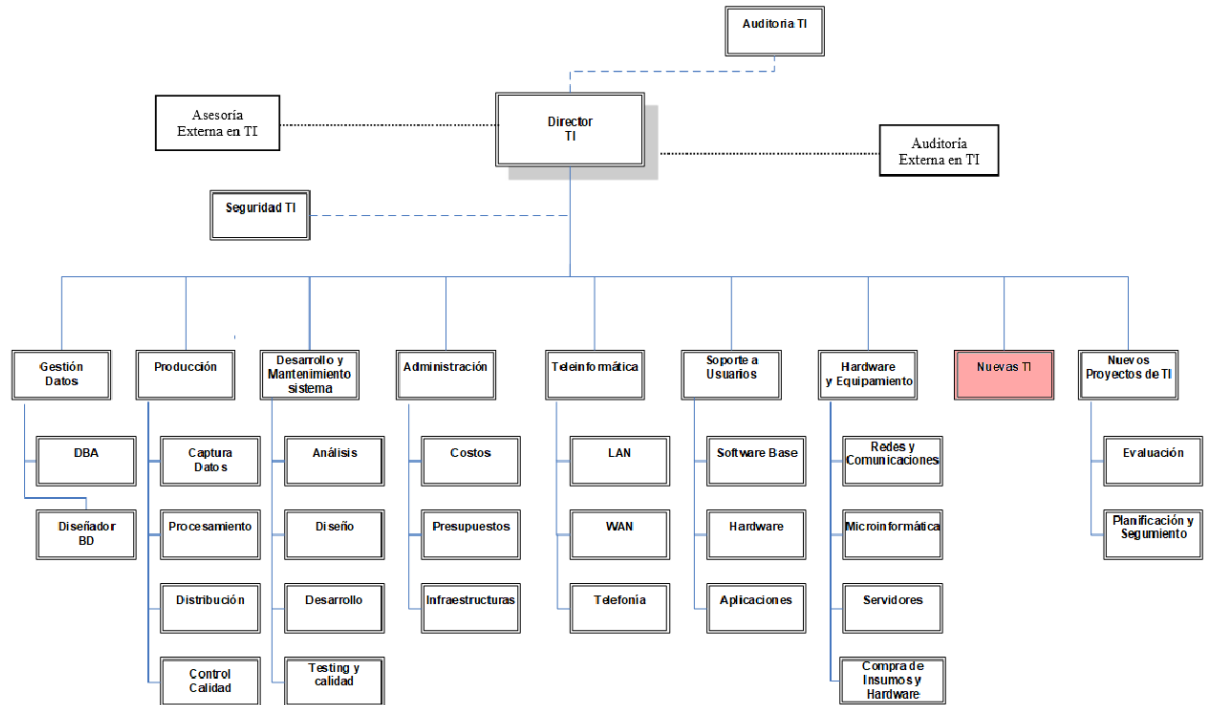 Auditoria TI
Asesoría
Externa en TI
Director
TI
Auditoría
Externa en TI
Seguridad TI
Gestión
Datos
Producción
Desarrollo y
Mantenimiento
sistema
Administración
Teleinformática
Soporte a
Usuarios
Hardware
y Equipamiento
Nuevas TI
Nuevos
Proyectos de TI
DBA
Captura
Datos
Análisis
Costos
LAN
Software Base
Redes y
Comunicaciones
Evaluación
Diseñador
BD
Procesamiento
Diseño
Presupuestos
WAN
Hardware
Microinformática
Planificación y
Segumiento
Distribución
Desarrollo
Infraestructuras
Telefonía
Aplicaciones
Servidores
Control
Calidad
Testing y
calidad
Compra de
Insumos y
Hardware